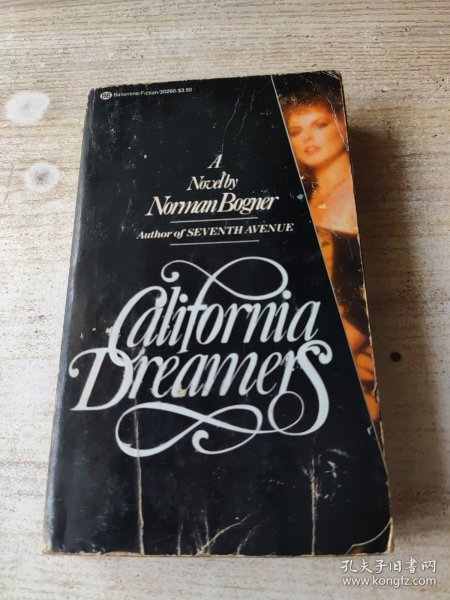 BB Ballantine/Fiction/30266/$3.50
A
Novel by
Norman Bogner
Author of SEVENTH AVENUE
California
Dreamers
孔夫子旧书网
www.kongfz.com